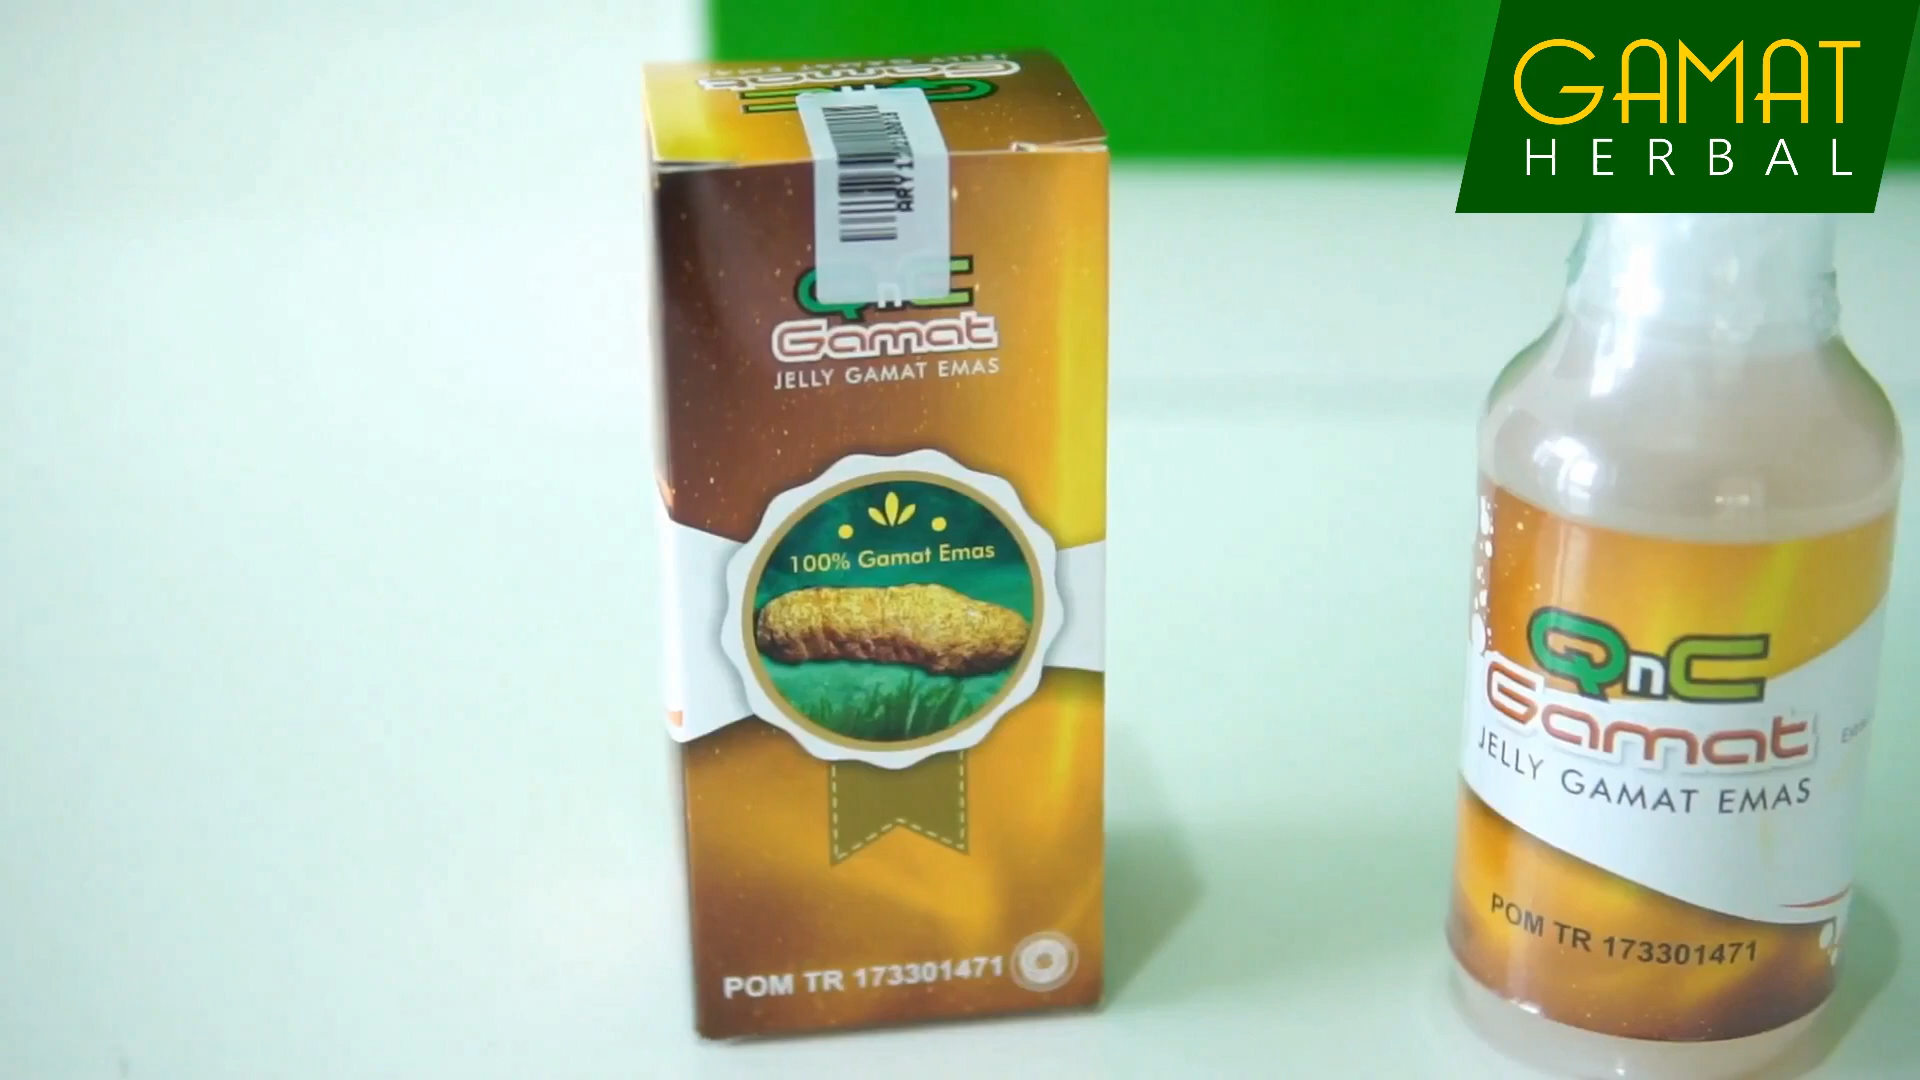 GAMAT
HERBAL
QnC
Gamat
JELLY GAMAT EMAS
100% Gamat Emas
POM TR 173301471
QnC
Gamat
JELLY GAMAT EMAS
POM TR 173301471